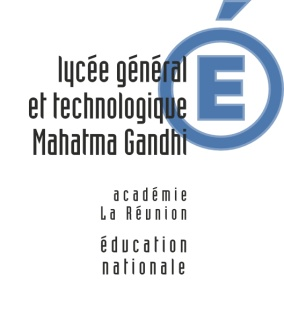 lycée général
et technologique
Mahatma Gandhi
É
académie
La Réunion
éducation
nationale